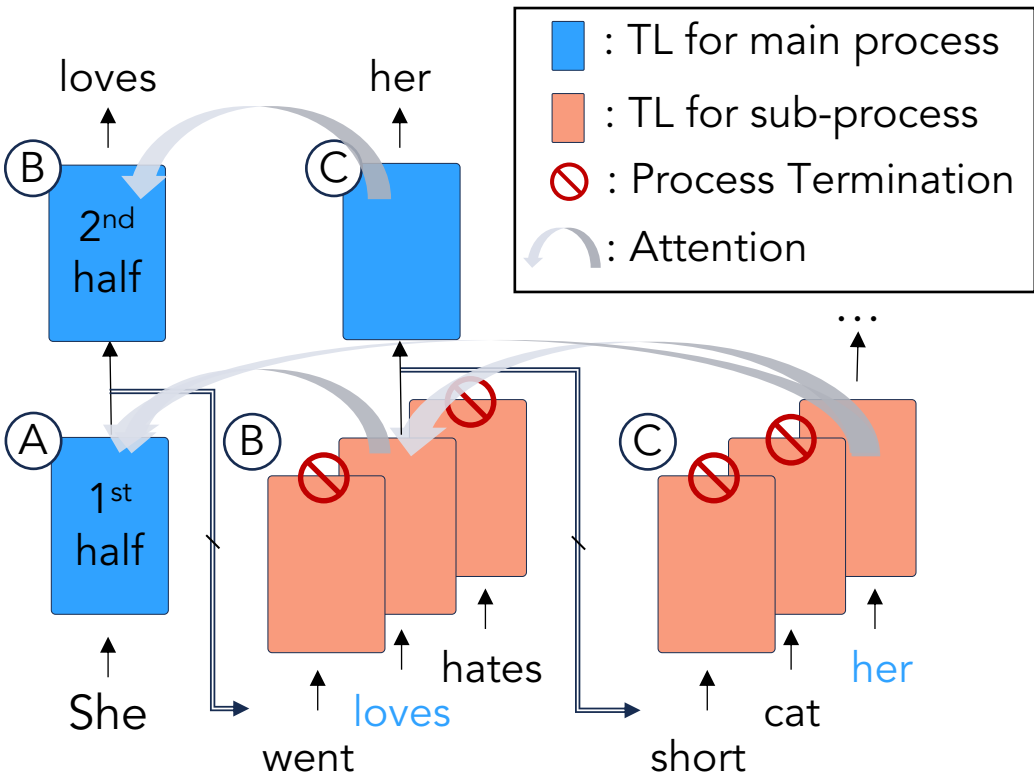 : TL for main process
: TL for sub-process
: Process Termination
: Attention
loves
her
B
C
2nd
half
...
A
B
C
1st
half
She
went
loves
hates
short
cat
her